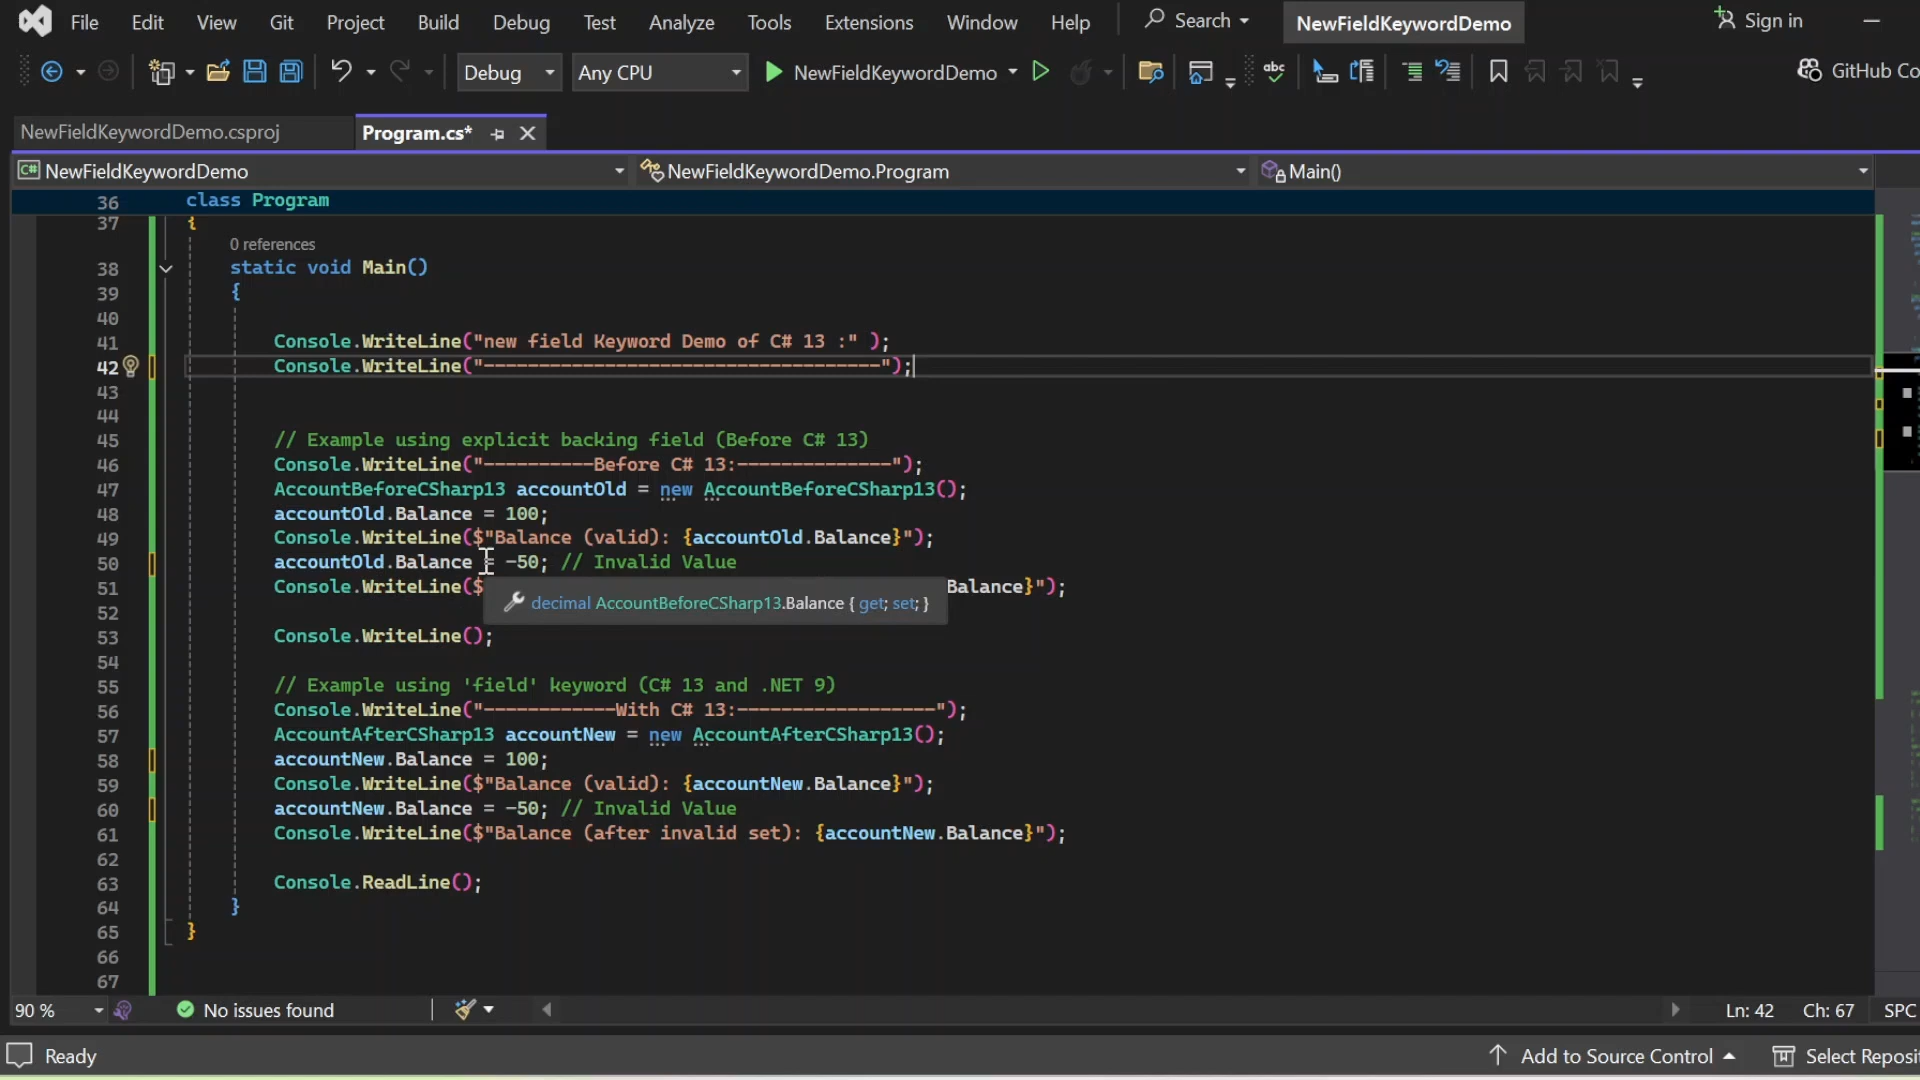 File Edit View Git Project Build Debug Test Analyze Tools Extensions Window Help Search NewFieldKeywordDemo Sign in
Debug Any CPU NewFieldKeywordDemo abc GitHub Co
NewFieldKeywordDemo.csproj Program.cs*
C# NewFieldKeywordDemo NewFieldKeywordDemo.Program Main()
36 class Program
37 {
0 references
38 static void Main()
39 {
40
41 Console.WriteLine("new field Keyword Demo of C# 13 :" );
42 Console.WriteLine("------------------------------------");
43
44
45 // Example using explicit backing field (Before C# 13)
46 Console.WriteLine("----------Before C# 13:--------------");
47 AccountBeforeCSharp13 accountOld = new AccountBeforeCSharp13();
48 accountOld.Balance = 100;
49 Console.WriteLine($"Balance (valid): {accountOld.Balance}");
50 accountOld.Balance = -50; // Invalid Value
51 Console.WriteLine($ Balance}");
decimal AccountBeforeCSharp13.Balance { get; set; }
52
53 Console.WriteLine();
54
55 // Example using 'field' keyword (C# 13 and .NET 9)
56 Console.WriteLine("------------With C# 13:------------------");
57 AccountAfterCSharp13 accountNew = new AccountAfterCSharp13();
58 accountNew.Balance = 100;
59 Console.WriteLine($"Balance (valid): {accountNew.Balance}");
60 accountNew.Balance = -50; // Invalid Value
61 Console.WriteLine($"Balance (after invalid set): {accountNew.Balance}");
62
63 Console.ReadLine();
64 }
65 }
66
67
90 % No issues found Ln: 42 Ch: 67 SPC
Ready Add to Source Control Select Reposit